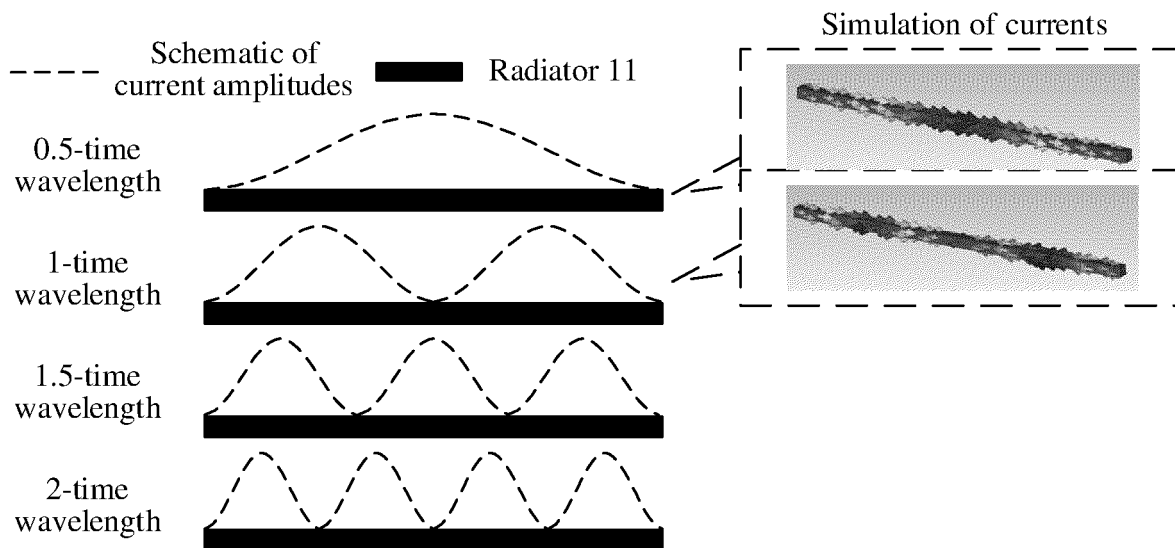 Simulation of currents
Schematic of
current amplitudes
Radiator 11
0.5-time
wavelength
1-time
wavelength
1.5-time
wavelength
2-time
wavelength